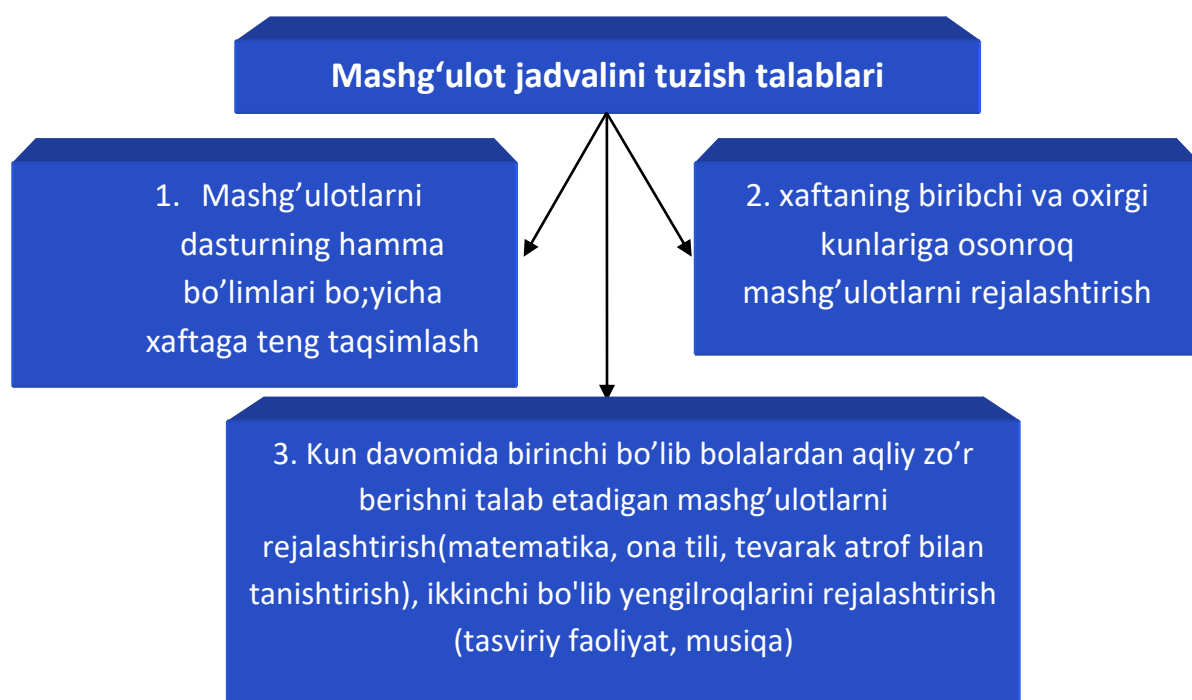 Mashg‘ulot jadvalini tuzish talablari
1. Mashg’ulotlarni
dasturning hamma
bo’limlari bo;yicha
xaftaga teng taqsimlash
2. xaftaning biribchi va oxirgi
kunlariga osonroq
mashg’ulotlarni rejalashtirish
3. Kun davomida birinchi bo’lib bolalardan aqliy zo’r
berishni talab etadigan mashg’ulotlarni
rejalashtirish(matematika, ona tili, tevarak atrof bilan
tanishtirish), ikkinchi bo'lib yengilroqlarini rejalashtirish
(tasviriy faoliyat, musiqa)